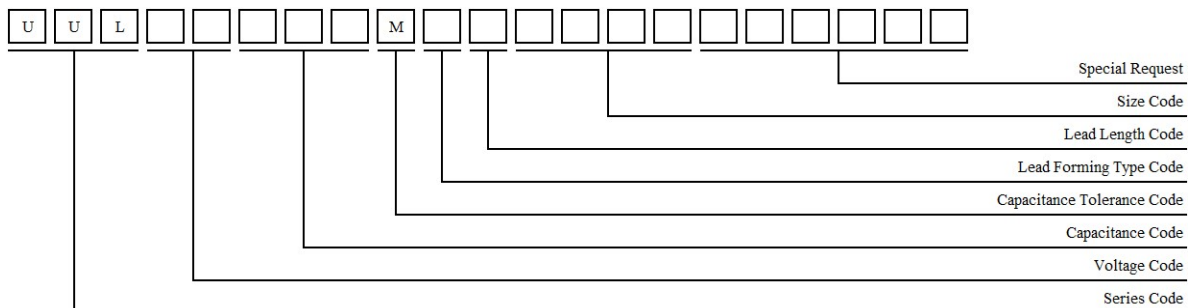 U U L M
Special Request
Size Code
Lead Length Code
Lead Forming Type Code
Capacitance Tolerance Code
Capacitance Code
Voltage Code
Series Code